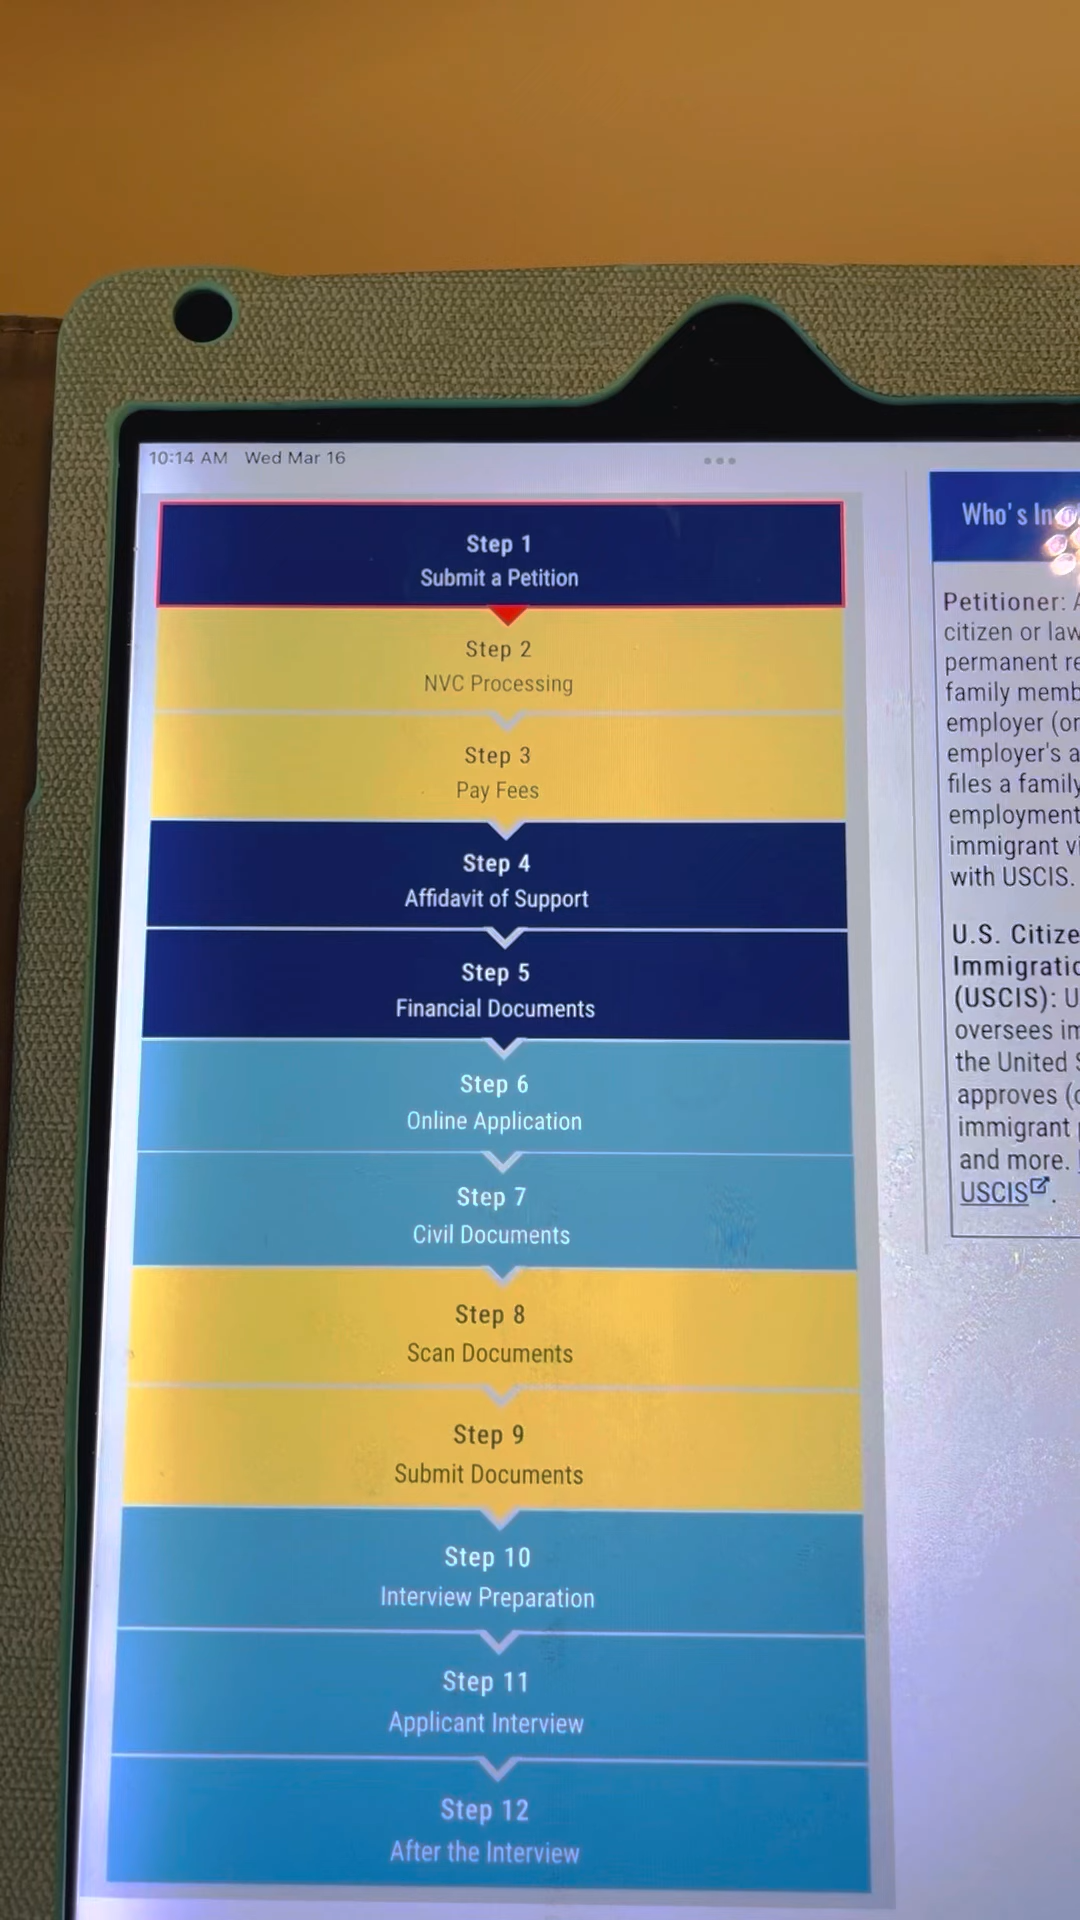 10:14 AM Wed Mar 16
Step 1
Submit a Petition
Step 2
NVC Processing
Step 3
Pay Fees
Step 4
Affidavit of Support
Step 5
Financial Documents
Step 6
Online Application
Step 7
Civil Documents
Step 8
Scan Documents
Step 9
Submit Documents
Step 10
Interview Preparation
Step 11
Applicant Interview
Step 12
After the Interview
Who's
Petitioner:
citizen or
permanent
family
employer
employer's
files a family
employment
immigrant
with USCIS.
U.S.
(USCIS):
oversees
the United
approves
immigrant
and more.
USCIS.